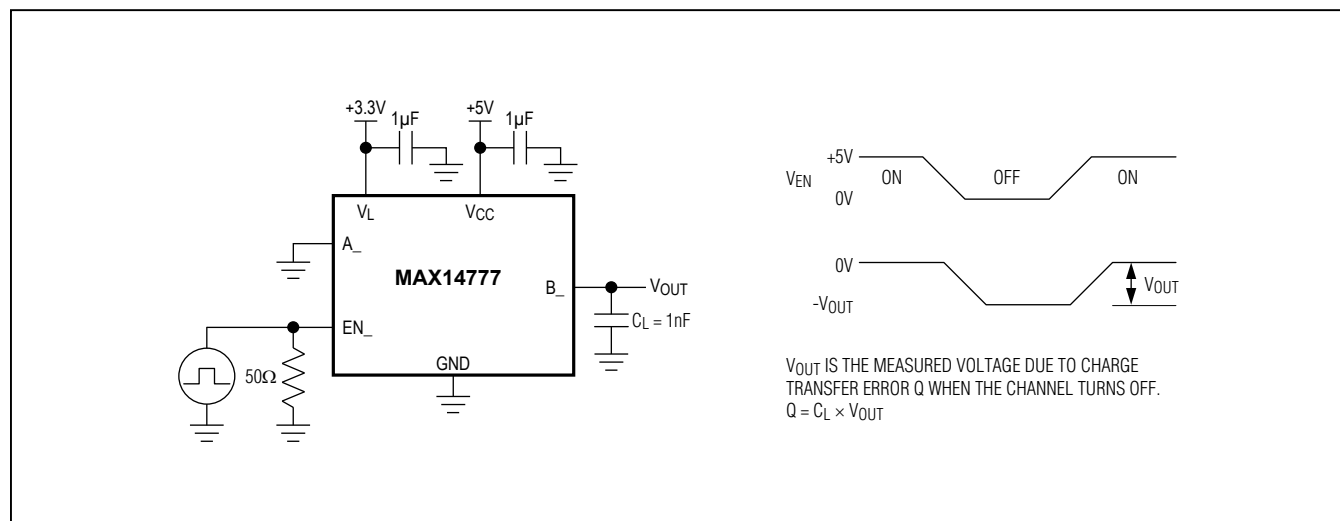 +3.3V
1µF
+5V
1µF
VL
VCC
A_
MAX14777
B_
VOUT
CL = 1nF
EN_
50Ω
GND
+5V
VEN
ON
OFF
ON
0V
0V
VOUT
-VOUT
VOUT IS THE MEASURED VOLTAGE DUE TO CHARGE
TRANSFER ERROR Q WHEN THE CHANNEL TURNS OFF.
Q = CL × VOUT